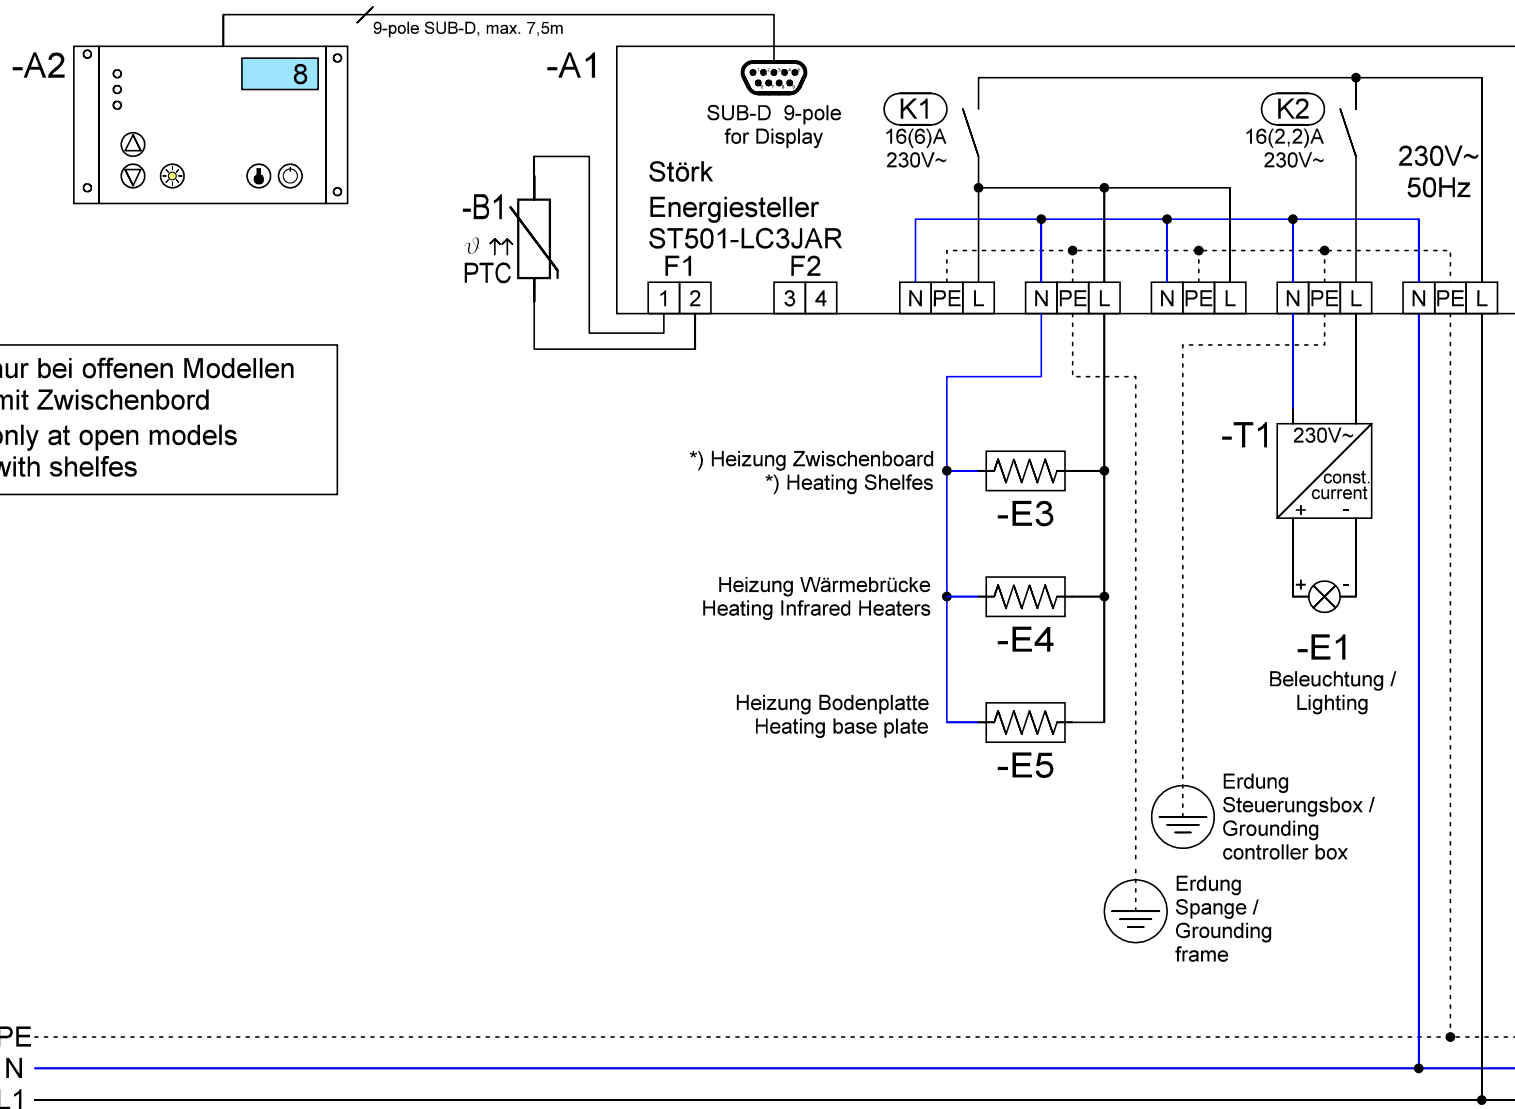 9-pole SUB-D, max. 7,5m
-A2
8
-A1
SUB-D 9-pole
for Display
K1
16(6)A
230V~
K2
16(2,2)A
230V~
230V~
50Hz
Störk
Energiesteller
ST501-LC3JAR
F1
F2
1 2
3 4
N PE L
N PE L
N PE L
N PE L
N PE L
-B1
ϑ ↑↑
PTC
nur bei offenen Modellen
mit Zwischenbord
only at open models
with shelfes
*) Heizung Zwischenboard
*) Heating Shelfes
-E3
Heizung Wärmebrücke
Heating Infrared Heaters
-E4
Heizung Bodenplatte
Heating base plate
-E5
-T1
230V~
const.
current
+ -
+ -
-E1
Beleuchtung /
Lighting
Erdung
Steuerungsbox /
Grounding
controller box
Erdung
Spange /
Grounding
frame
PE
N
L1